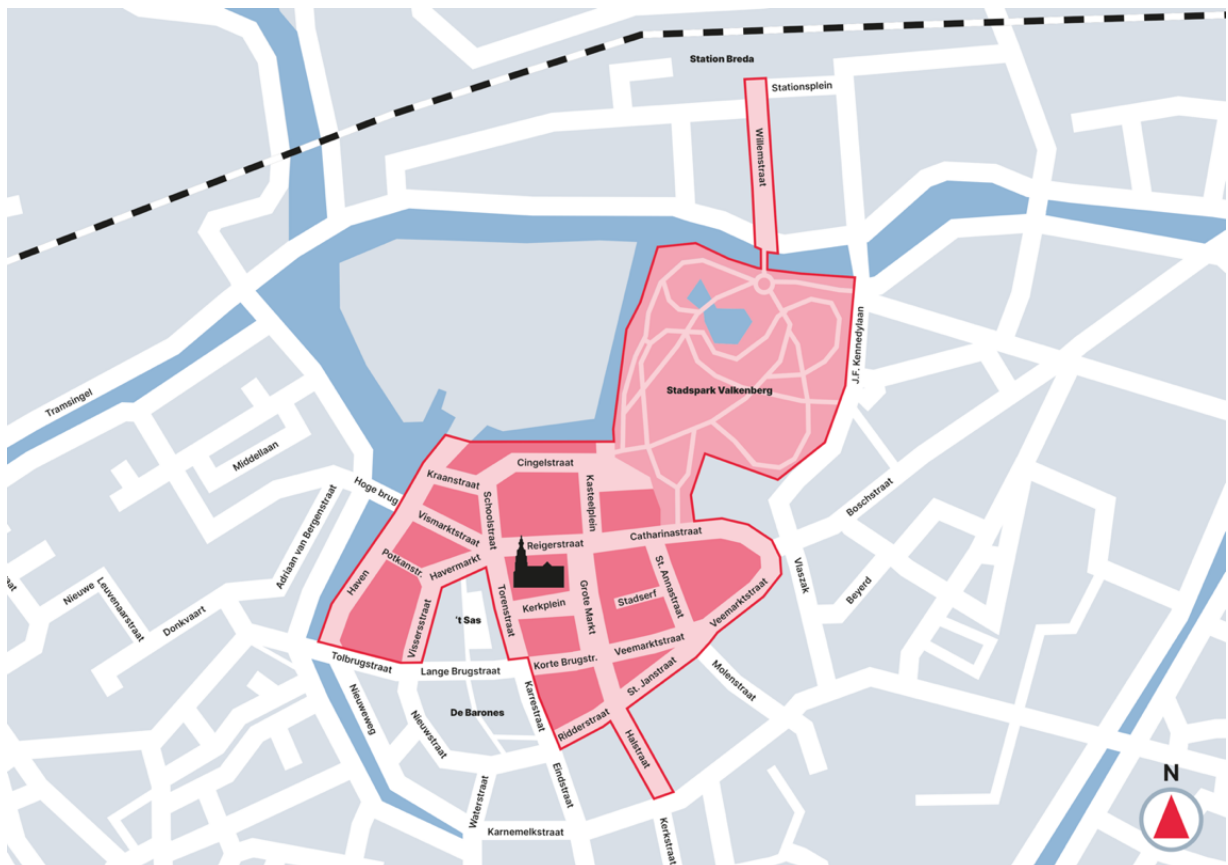 Station Breda
Stationsplein
Willemstraat
Stadspark Valkenberg
J.F. Kennedylaan
Tramsingel
Middellaan
Hoge brug
Adriaan van Bergenstraat
Nieuwe
Leuvenaarstraat
Donkvaart
aat
Cingelstraat
Kraanstraat
Schoolstraat
Kasteelplein
Vismarktstraat
Potkanstr.
Havermarkt
Haven
Vissersstraat
Reigerstraat
Catharinastraat
Torenstraat
Kerkplein
Grote Markt
Stadserf
St. Annastraat
Veemarktstraat
Veemarktstraat
't Sas
Korte Brugstr.
St. Janstraat
Ridderstraat
Halstraat
Tolbrugstraat
Lange Brugstraat
Karrestraat
De Barones
Nieuweweg
Nieuwstraat
Waterstraat
Eindstraat
Karnemelkstraat
Kerkstraat
Molenstraat
Vlaszak
Boschstraat
Beyerd
N